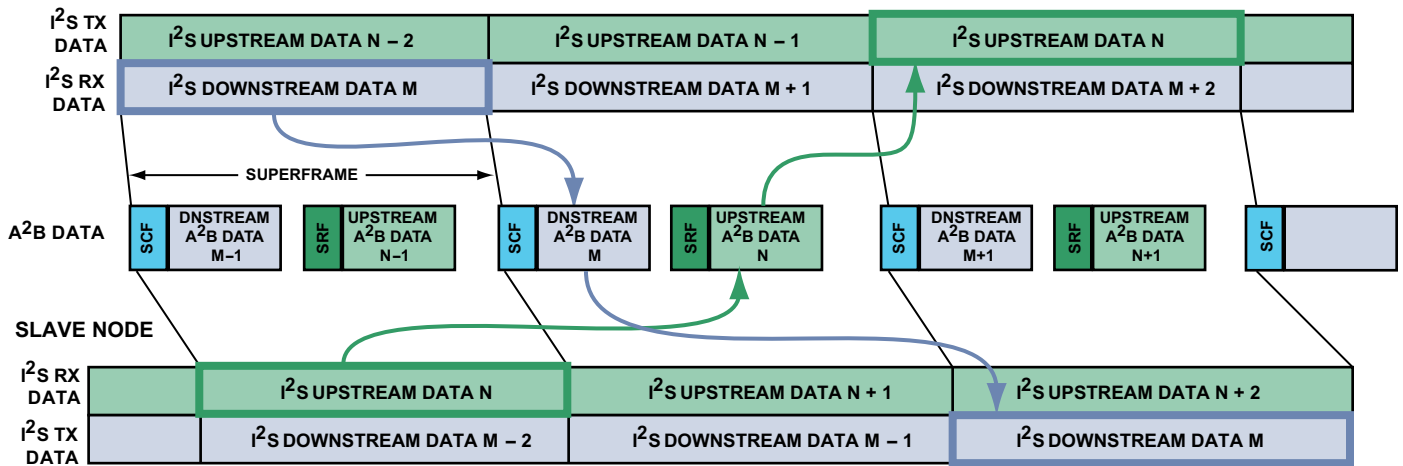 I²S TX DATA
I²S UPSTREAM DATA N – 2
I²S UPSTREAM DATA N – 1
I²S UPSTREAM DATA N
I²S RX DATA
I²S DOWNSTREAM DATA M
I²S DOWNSTREAM DATA M + 1
I²S DOWNSTREAM DATA M + 2
SUPERFRAME
A²B DATA
SCF
DNSTREAM
A²B DATA
M–1
SRF
UPSTREAM
A²B DATA
N–1
SCF
DNSTREAM
A²B DATA
M
SRF
UPSTREAM
A²B DATA
N
SCF
DNSTREAM
A²B DATA
M+1
SRF
UPSTREAM
A²B DATA
N+1
SCF
SLAVE NODE
I²S RX
DATA
I²S UPSTREAM DATA N
I²S UPSTREAM DATA N + 1
I²S UPSTREAM DATA N + 2
I²S TX
DATA
I²S DOWNSTREAM DATA M – 2
I²S DOWNSTREAM DATA M – 1
I²S DOWNSTREAM DATA M